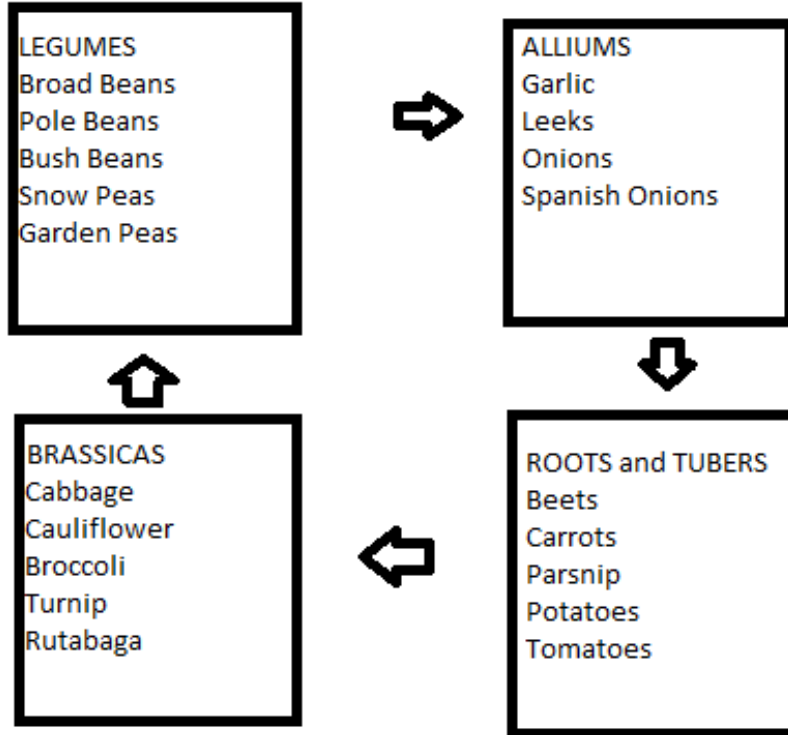 LEGUMES
Broad Beans
Pole Beans
Bush Beans
Snow Peas
Garden Peas
ALLIUMS
Garlic
Leeks
Onions
Spanish Onions
BRASSICAS
Cabbage
Cauliflower
Broccoli
Turnip
Rutabaga
ROOTS and TUBERS
Beets
Carrots
Parsnip
Potatoes
Tomatoes